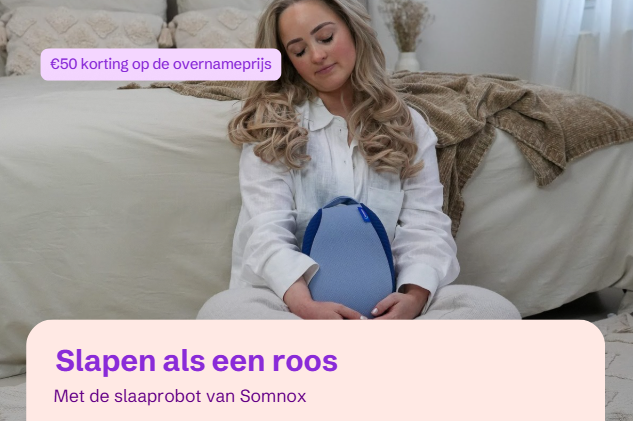 €50 korting op de overnameprijs
Slapen als een roos
Met de slaaprobot van Somnox